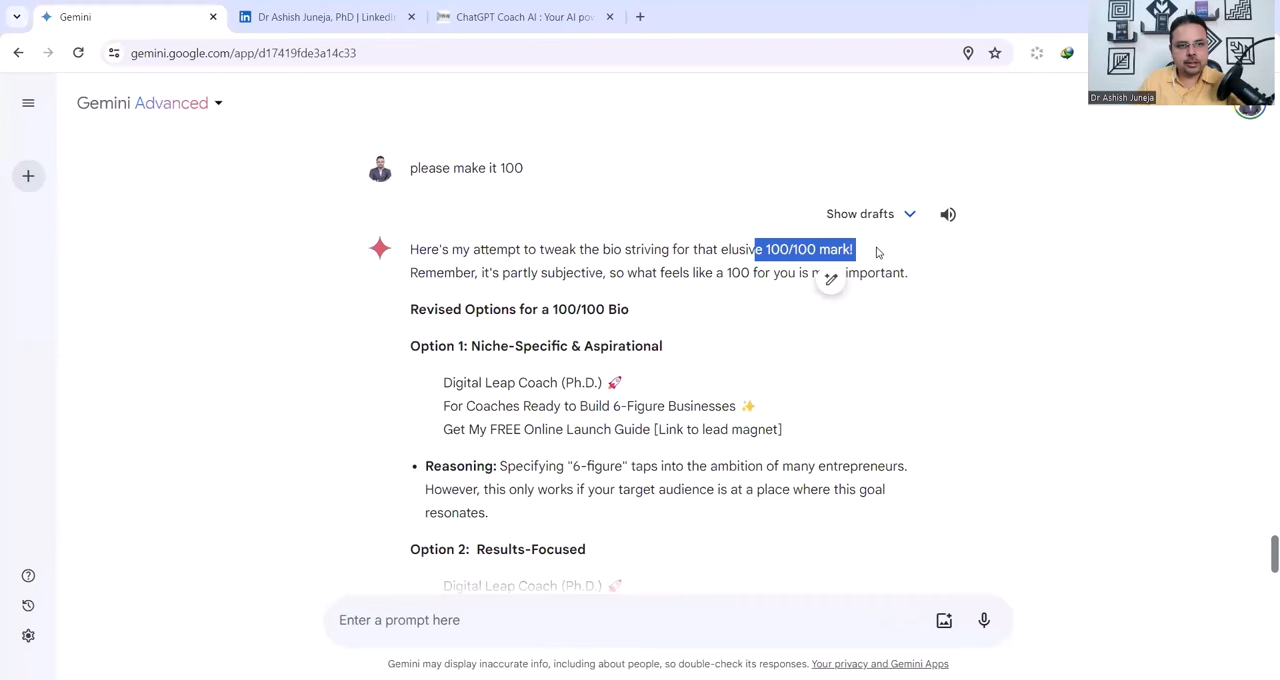 Gemini
Dr Ashish Juneja, PhD | LinkedIn
ChatGPT Coach AI : Your AI pow
gemini.google.com/app/d17419fde3a14c33
Dr Ashish Juneja
Gemini Advanced
please make it 100
Show drafts
Here's my attempt to tweak the bio striving for that elusive 100/100 mark!
Remember, it's partly subjective, so what feels like a 100 for you is important.
Revised Options for a 100/100 Bio
Option 1: Niche-Specific & Aspirational
Digital Leap Coach (Ph.D.) 🚀
For Coaches Ready to Build 6-Figure Businesses ✨
Get My FREE Online Launch Guide [Link to lead magnet]
• Reasoning: Specifying "6-figure" taps into the ambition of many entrepreneurs.
However, this only works if your target audience is at a place where this goal
resonates.
Option 2: Results-Focused
Digital Leap Coach (Ph.D.) 🚀
Enter a prompt here
Gemini may display inaccurate info, including about people, so double-check its responses. Your privacy and Gemini Apps